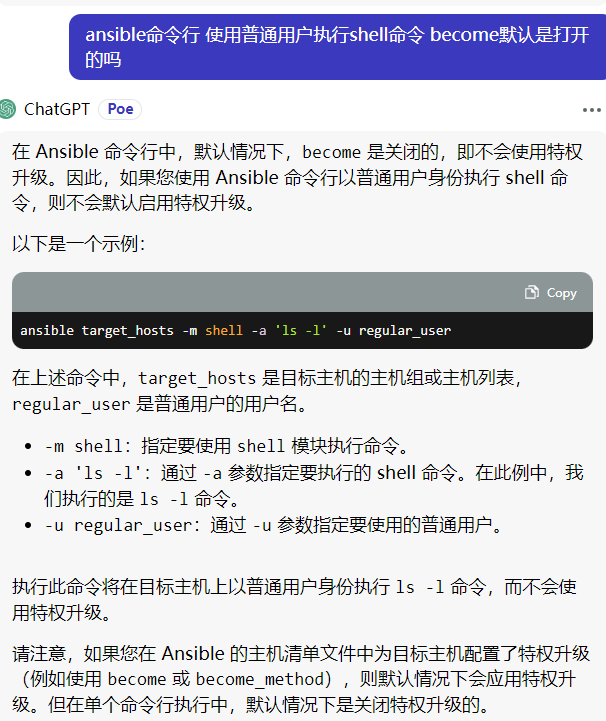 ansible命令行 使用普通用户执行shell命令 become默认是打开
的吗
ChatGPT Poe
在 Ansible 命令行中，默认情况下，become 是关闭的，即不会使用特权
升级。因此，如果您使用 Ansible 命令行以普通用户身份执行 shell 命
令，则不会默认启用特权升级。
以下是一个示例：
Copy
ansible target_hosts -m shell -a 'ls -l' -u regular_user
在上述命令中，target_hosts 是目标主机的主机组或主机列表，
regular_user 是普通用户的用户名。
• -m shell：指定要使用 shell 模块执行命令。
• -a 'ls -l'：通过 -a 参数指定要执行的 shell 命令。在此例中，我
们执行的是 ls -l 命令。
• -u regular_user：通过 -u 参数指定要使用的普通用户。
执行此命令将在目标主机上以普通用户身份执行 ls -l 命令，而不会使
用特权升级。
请注意，如果您在 Ansible 的主机清单文件中为目标主机配置了特权升级
（例如使用 become 或 become_method），则默认情况下会应用特权升
级。但在单个命令行执行中，默认情况下是关闭特权升级的。